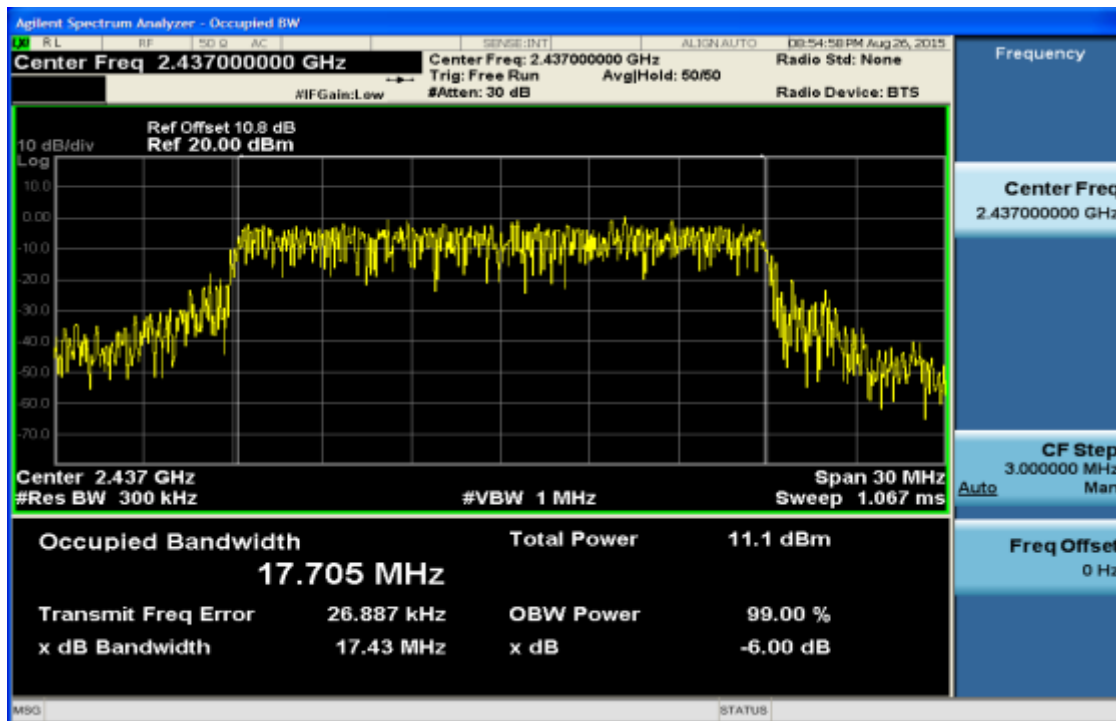 Agilent Spectrum Analyzer - Occupied BW
LXI RL RF 50 Ω AC SENSE:INT ALIGN AUTO 08:54:58 PM Aug 26, 2015
Center Freq 2.437000000 GHz
Center Freq: 2.437000000 GHz Radio Std: None
Trig: Free Run Avg|Hold: 50/50
#IFGain:Low #Atten: 30 dB Radio Device: BTS
Ref Offset 10.8 dB
10 dB/div Ref 20.00 dBm
Log
10.0
0.00
-10.0
-20.0
-30.0
-40.0
-50.0
-60.0
-70.0
Center 2.437 GHz Span 30 MHz
#Res BW 300 kHz #VBW 1 MHz Sweep 1.067 ms
Occupied Bandwidth Total Power 11.1 dBm
17.705 MHz
Transmit Freq Error 26.887 kHz OBW Power 99.00 %
x dB Bandwidth 17.43 MHz x dB -6.00 dB
MSG STATUS
Frequency
Center Freq
2.437000000 GHz
CF Step
3.000000 MHz
Auto Man
Freq Offset
0 Hz